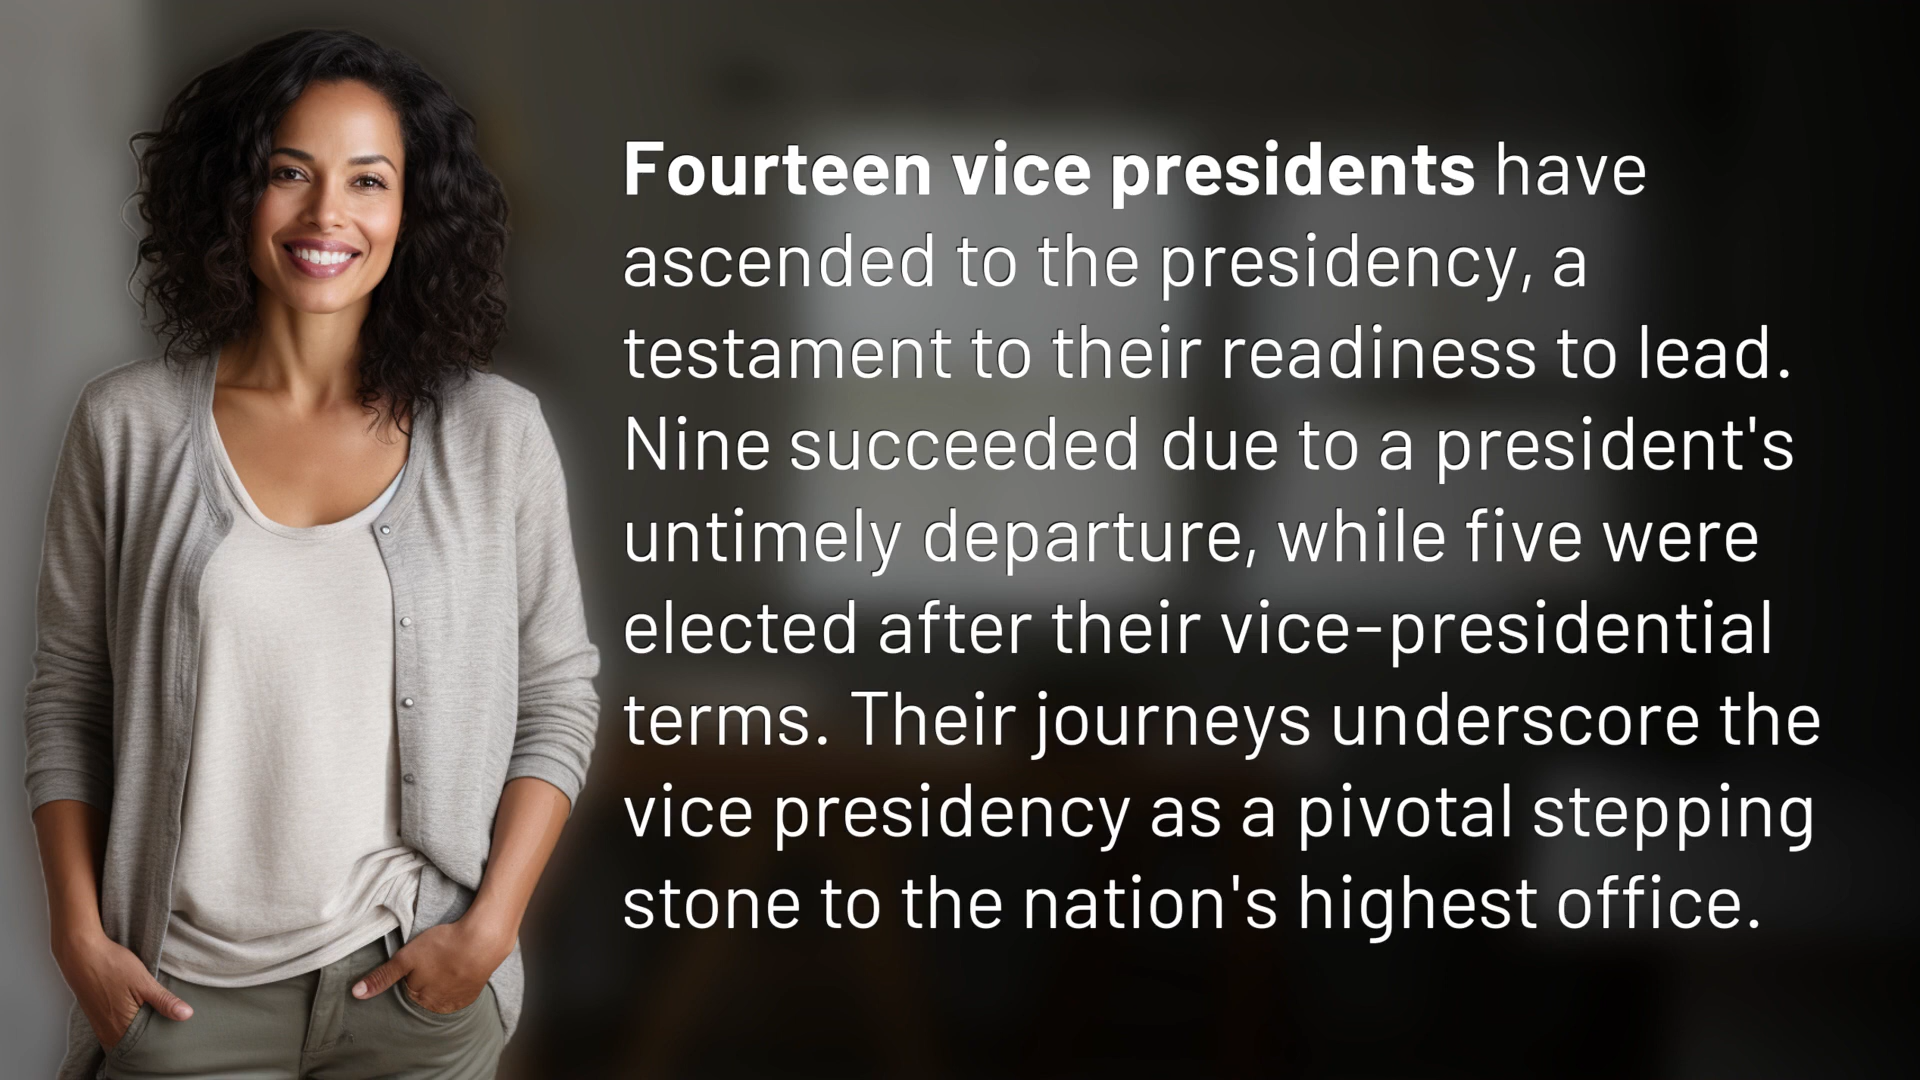 Fourteen vice presidents have
ascended to the presidency, a
testament to their readiness to lead.
Nine succeeded due to a president's
untimely departure, while five were
elected after their vice-presidential
terms. Their journeys underscore the
vice presidency as a pivotal stepping
stone to the nation's highest office.